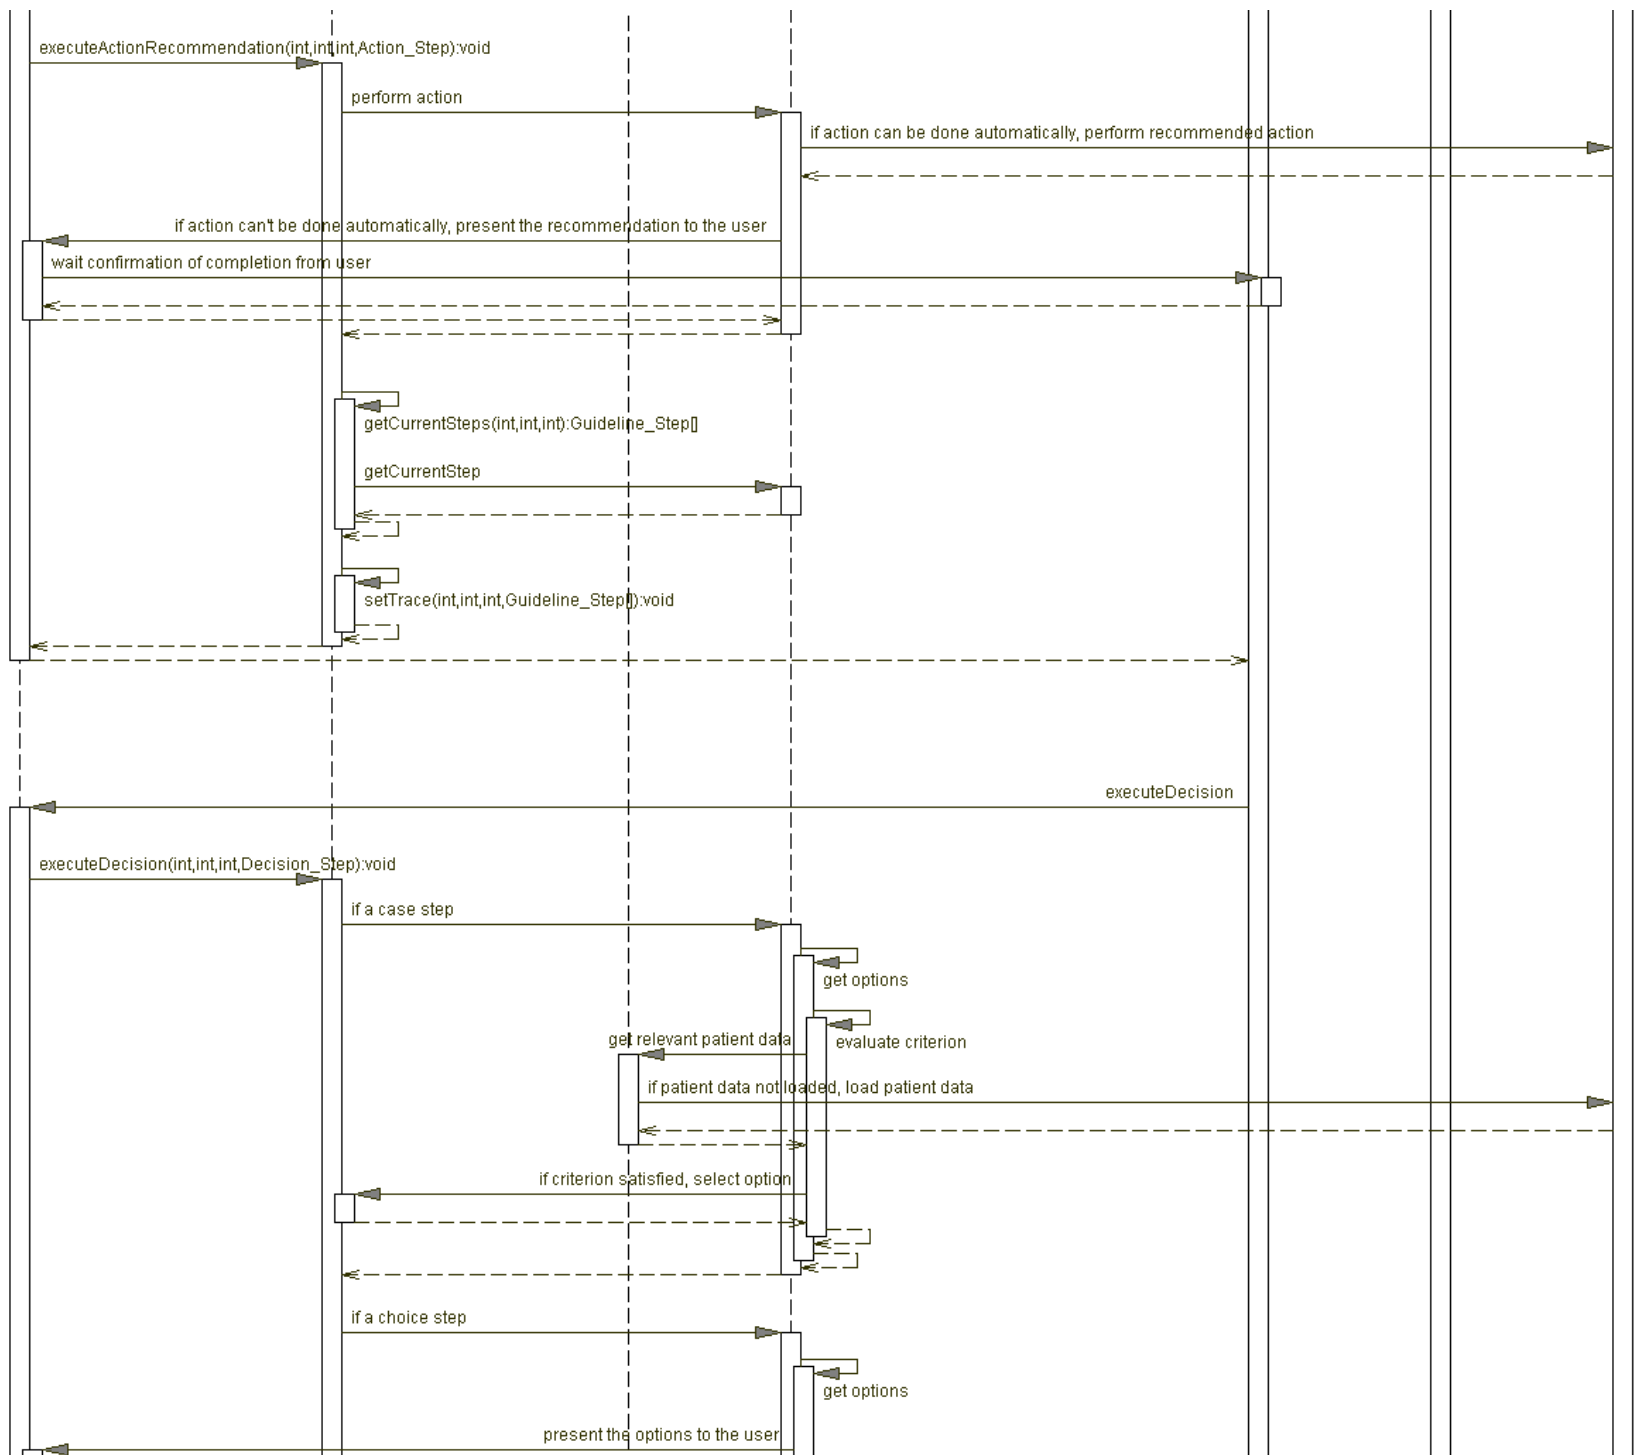 executeActionRecommendation(int,int,int,Action_Step):void
perform action
if action can be done automatically, perform recommended action
if action can't be done automatically, present the recommendation to the user
wait confirmation of completion from user
getCurrentSteps(int,int,int):Guideline_Step[]
getCurrentStep
setTrace(int,int,int,Guideline_Step[]):void
executeDecision
executeDecision(int,int,int,Decision_Step):void
if a case step
get options
get relevant patient data
evaluate criterion
if patient data not loaded, load patient data
if criterion satisfied, select option
if a choice step
get options
present the options to the user